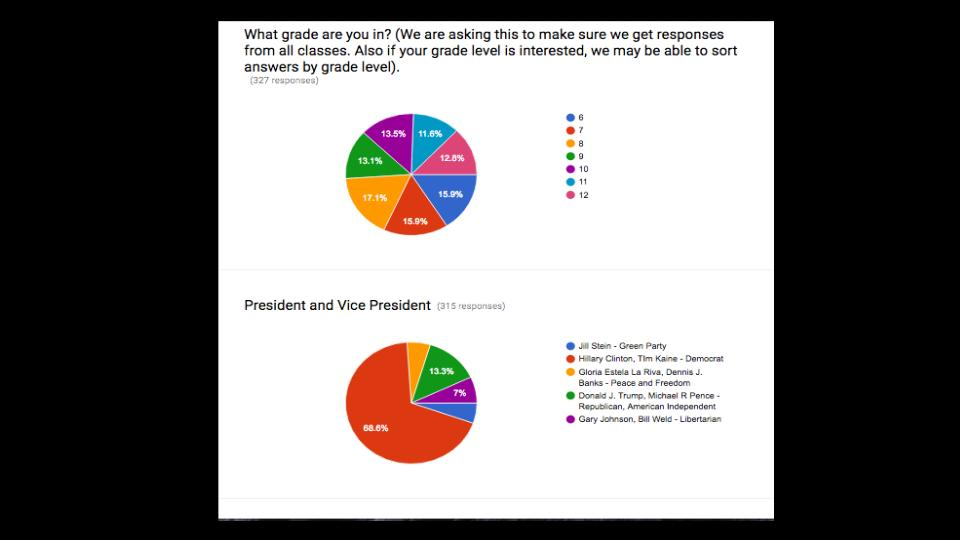 What grade are you in? (We are asking this to make sure we get responses
from all classes. Also if your grade level is interested, we may be able to sort
answers by grade level).
(327 responses)
13.5%
11.6%
13.1%
12.8%
17.1%
15.9%
15.9%
6
7
8
9
10
11
12
President and Vice President (315 responses)
13.3%
7%
68.6%
Jill Stein - Green Party
Hillary Clinton, TIm Kaine - Democrat
Gloria Estela La Riva, Dennis J.
Banks - Peace and Freedom
Donald J. Trump, Michael R Pence -
Republican, American Independent
Gary Johnson, Bill Weld - Libertarian